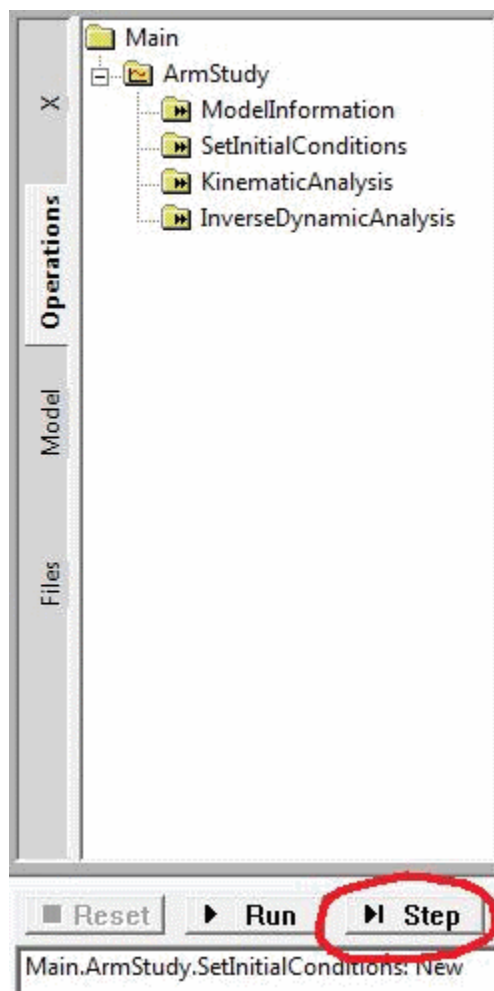 Main
ArmStudy
ModelInformation
SetInitialConditions
KinematicAnalysis
InverseDynamicAnalysis
X
Operations
Model
Files
Reset Run Step
Main.ArmStudy.SetInitialConditions: New